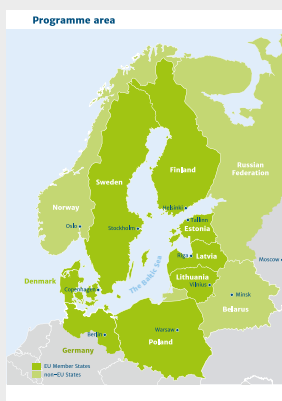 Programme area
Finland
Russian
Federation
Sweden
Norway
Helsinki
Tallinn
Oslo
Stockholm
Estonia
The Baltic Sea
Riga
Latvia
Moscow
Denmark
Copenhagen
Lithuania
Vilnius
Minsk
Belarus
Berlin
Warsaw
Poland
Germany
EU Member States
non-EU States